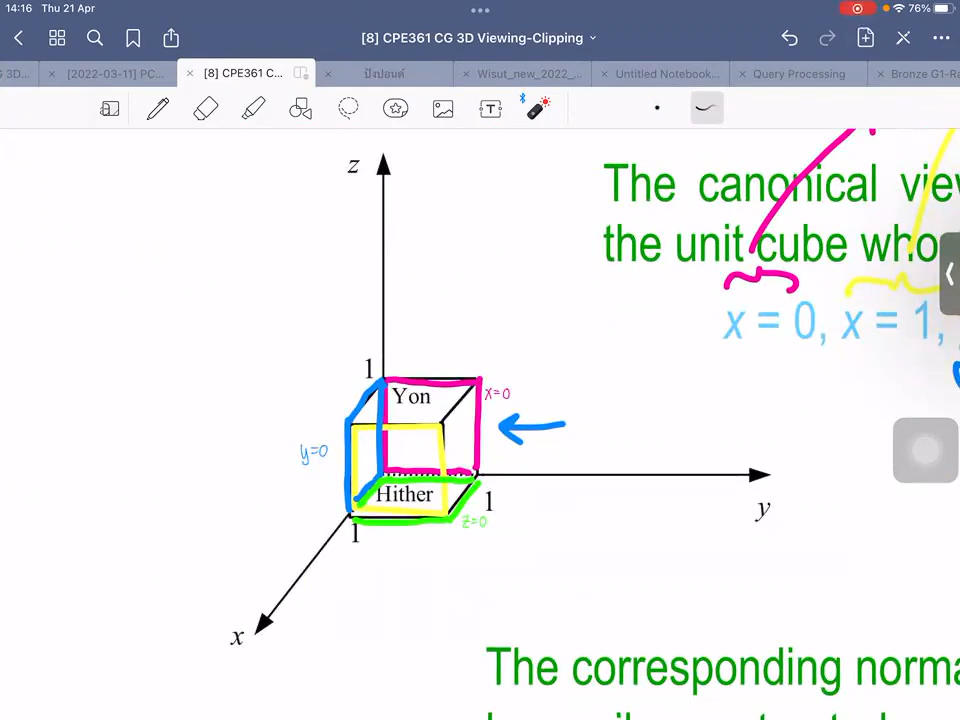 14:16 Thu 21 Apr
76%
[8] CPE361 CG 3D Viewing-Clipping
G 3D...
[2022-03-11] PC...
[8] CPE361 C...
ปังปอนด์
Wisut_new_2022_...
Untitled Notebook...
Query Processing
Bronze G1-Ra
z
The canonical view
the unit cube who
x = 0, x = 1,
1
Yon
x=0
y=0
Hither
1
z=0
1
y
x
The corresponding norma